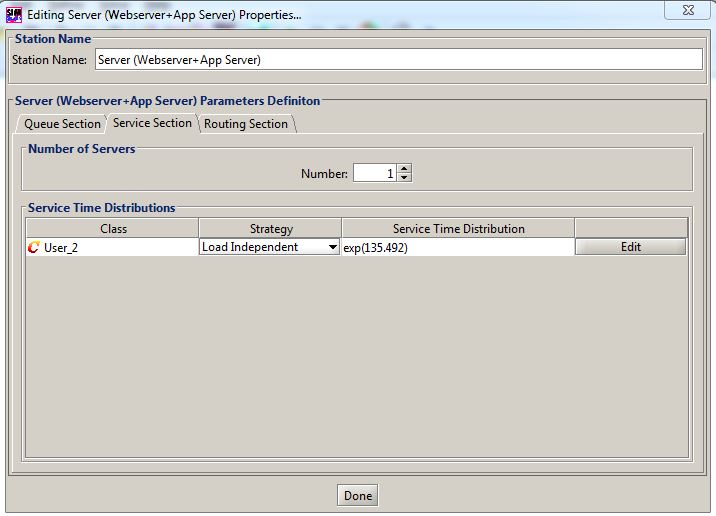 Editing Server (Webserver+App Server) Properties...
Station Name
Station Name: Server (Webserver+App Server)
Server (Webserver+App Server) Parameters Definiton
Queue Section Service Section Routing Section
Number of Servers
Number: 1
Service Time Distributions
Class Strategy Service Time Distribution
C User_2 Load Independent exp(135.492) Edit
Done